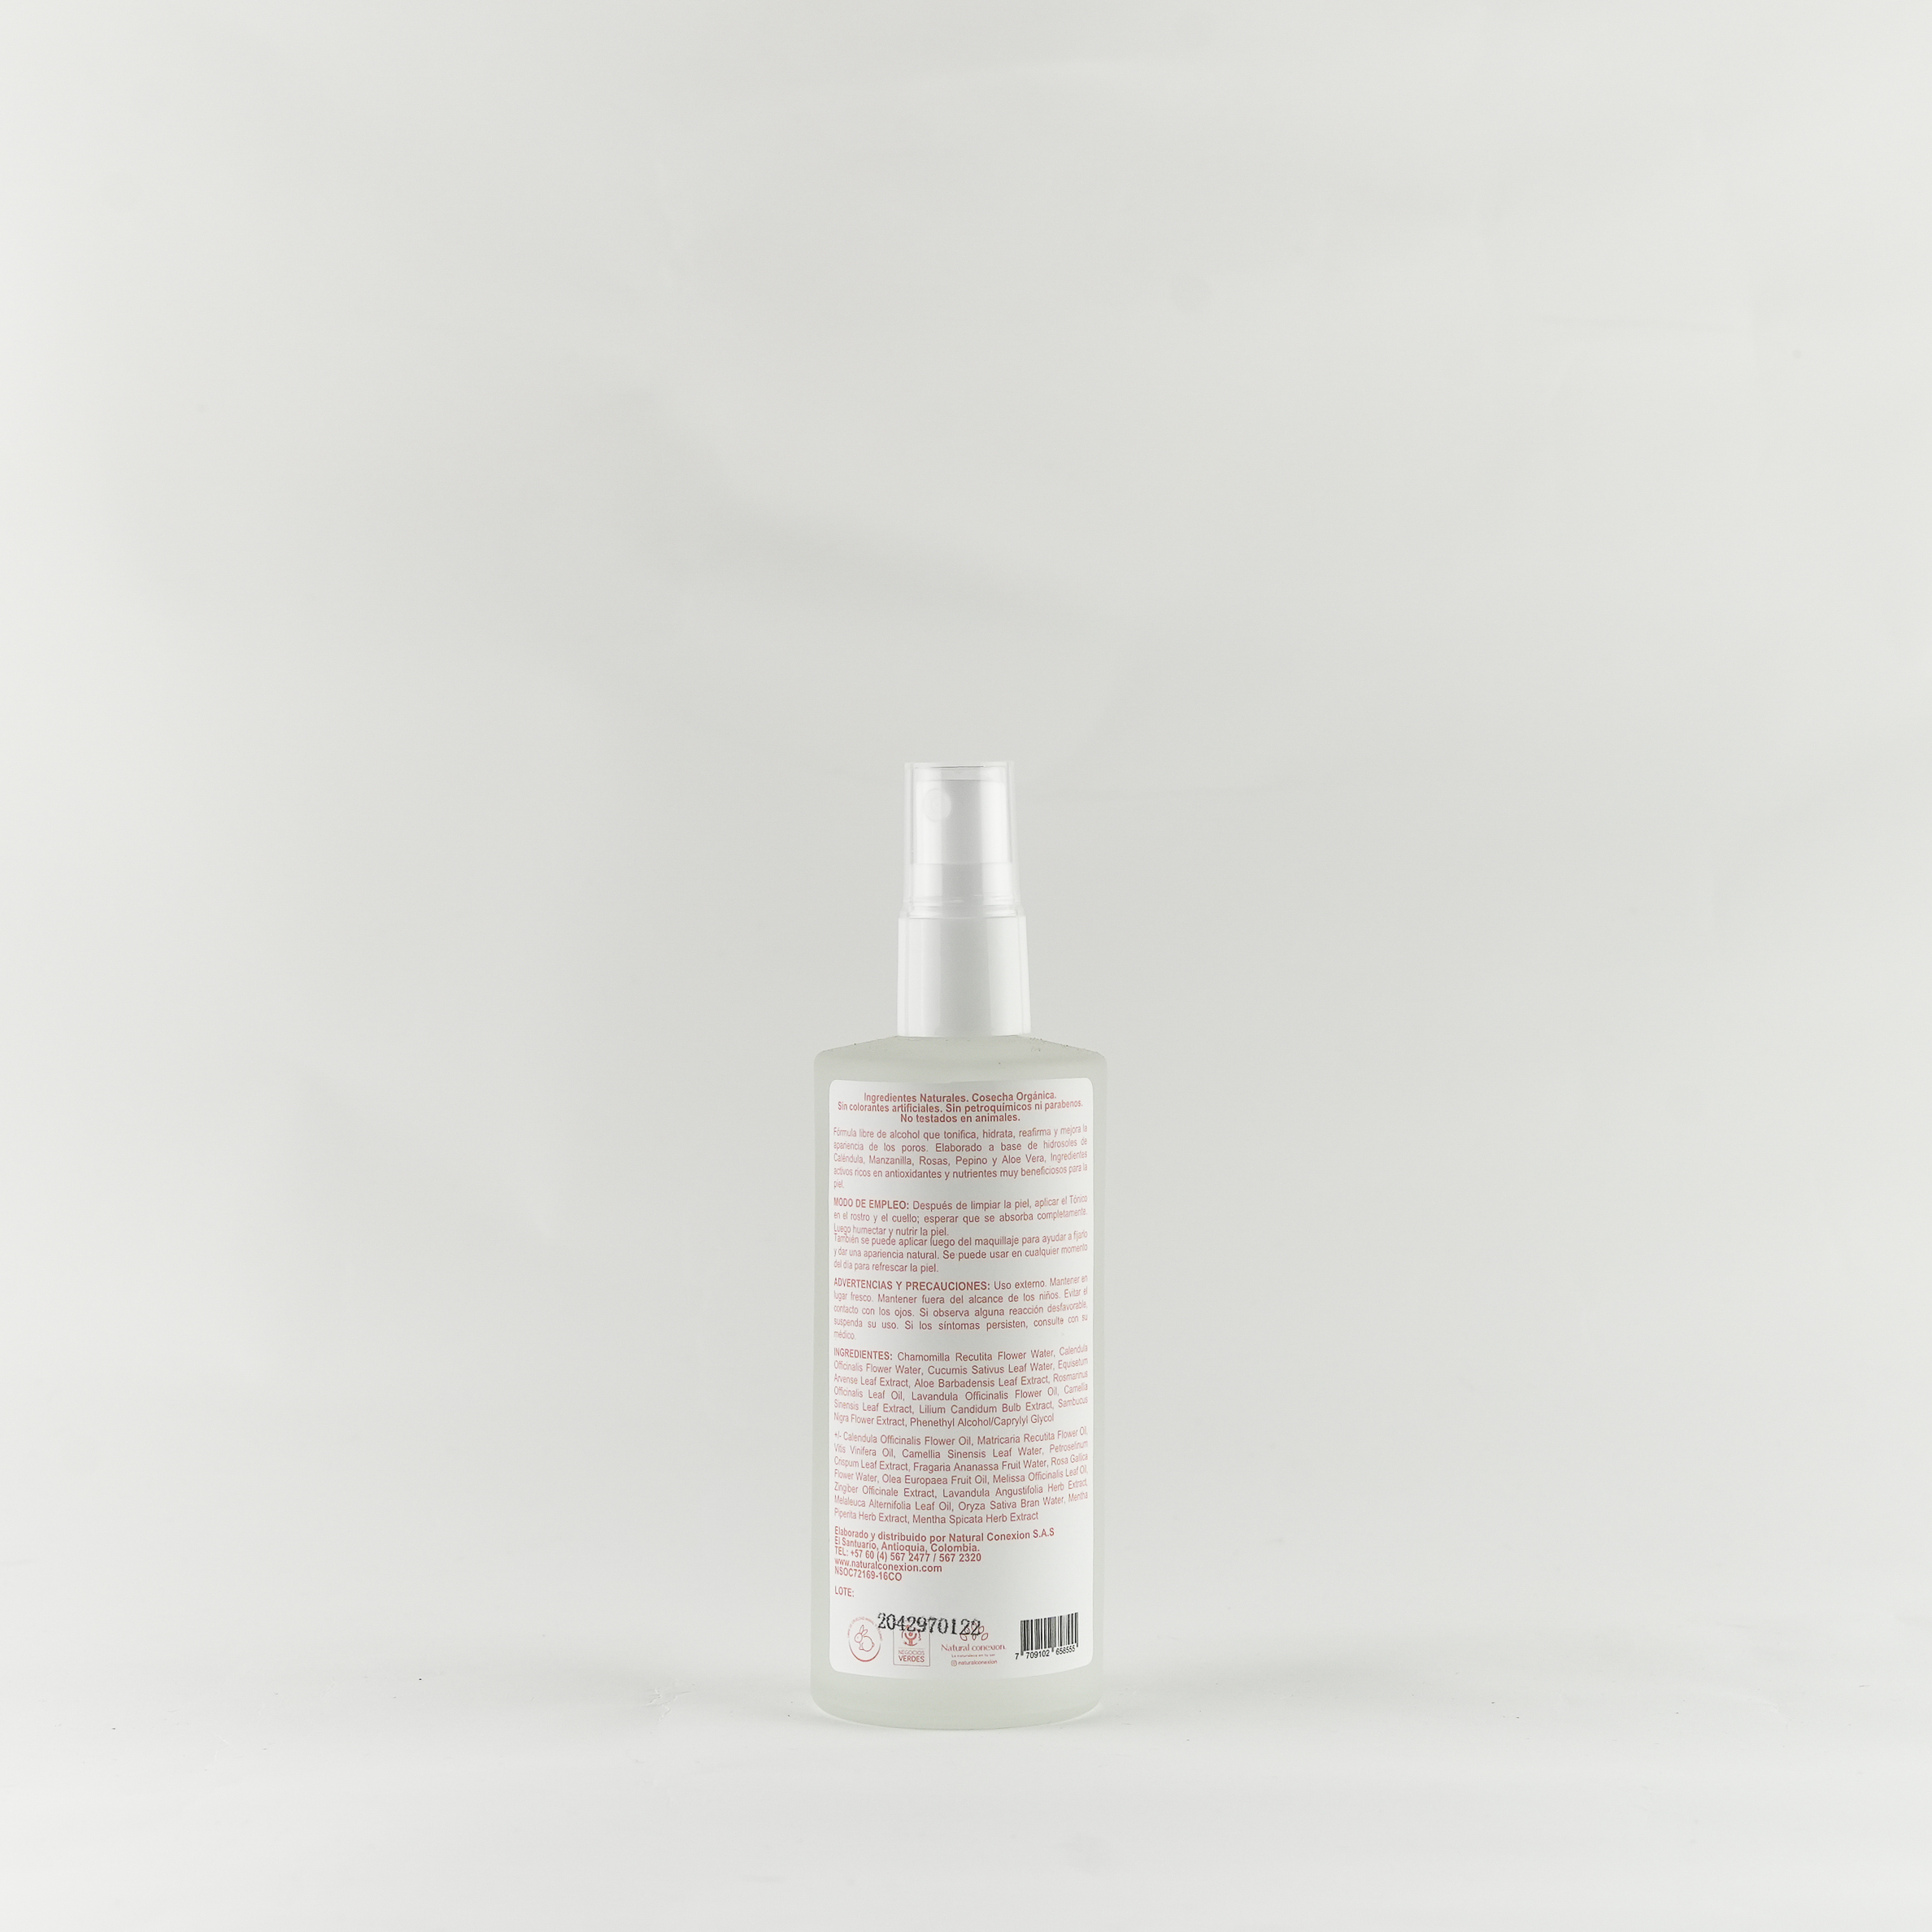 Ingredientes Naturales. Cosecha Orgánica.
Sin colorantes artificiales. Sin petroquímicos ni parabenos.
No testados en animales.
Fórmula libre de alcohol que tonifica, hidrata, reafirma y mejora la
apariencia de los poros. Elaborado a base de hidrosoles de
Caléndula, Manzanilla, Rosas, Pepino y Aloe Vera, Ingredientes
activos ricos en antioxidantes y nutrientes muy beneficiosos para la
piel.
MODO DE EMPLEO: Después de limpiar la piel, aplicar el Tónico
en el rostro y el cuello; esperar que se absorba completamente.
Luego humectar y nutrir la piel.
También se puede aplicar luego del maquillaje para ayudar a fijarlo
y dar una apariencia natural. Se puede usar en cualquier momento
del día para refrescar la piel.
ADVERTENCIAS Y PRECAUCIONES: Uso externo. Mantener en
lugar fresco. Mantener fuera del alcance de los niños. Evitar el
contacto con los ojos. Si observa alguna reacción desfavorable,
suspenda su uso. Si los síntomas persisten, consulte con su
médico.
INGREDIENTES: Chamomilla Recutita Flower Water, Calendula
Officinalis Flower Water, Cucumis Sativus Leaf Water, Equisetum
Arvense Leaf Extract, Aloe Barbadensis Leaf Extract, Rosmarinus
Officinalis Leaf Oil, Lavandula Officinalis Flower Oil, Camellia
Sinensis Leaf Extract, Lilium Candidum Bulb Extract, Sambucus
Nigra Flower Extract, Phenethyl Alcohol/Caprylyl Glycol
+/- Calendula Officinalis Flower Oil, Matricaria Recutita Flower Oil,
Vitis Vinifera Oil, Camellia Sinensis Leaf Water, Petroselinum
Crispum Leaf Extract, Fragaria Ananassa Fruit Water, Rosa Gallica
Flower Water, Olea Europaea Fruit Oil, Melissa Officinalis Leaf Oil,
Zingiber Officinale Extract, Lavandula Angustifolia Herb Extract,
Melaleuca Alternifolia Leaf Oil, Oryza Sativa Bran Water, Mentha
Piperita Herb Extract, Mentha Spicata Herb Extract
Elaborado y distribuido por Natural Conexion S.A.S
El Santuario, Antioquia, Colombia.
TEL: +57 60 (4) 567 2477 / 567 2320
www.naturalconexion.com
NSOC72169-16CO
LOTE:
2042970122
NEGOCIOS
VERDES
Natural conexion
naturalconexion
7 709102 658555